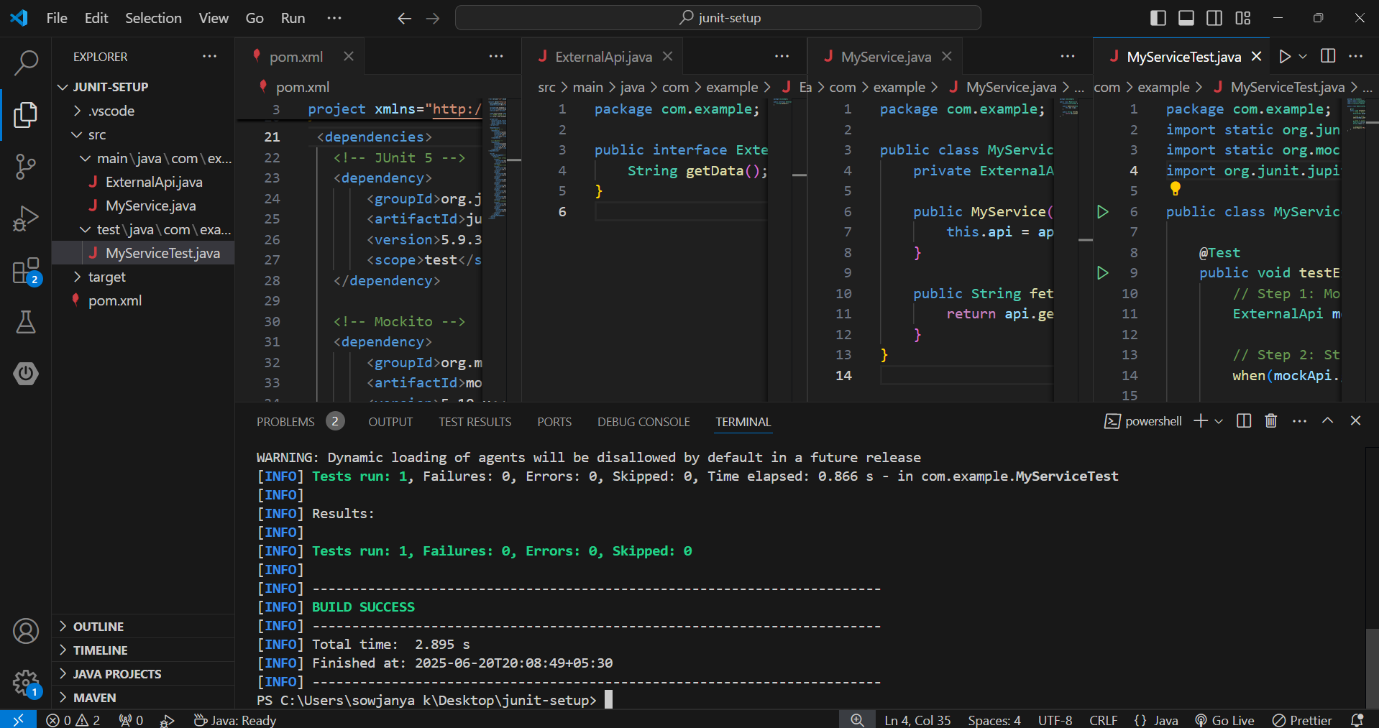 File Edit Selection View Go Run ··· junit-setup
EXPLORER ···
JUNIT-SETUP
.vscode
src
main\java\com\ex...
ExternalApi.java
MyService.java
test\java\com\exa...
MyServiceTest.java
target
pom.xml
OUTLINE
TIMELINE
JAVA PROJECTS
MAVEN
2
1
pom.xml
pom.xml
3 project xmlns="http:/
21 <dependencies>
22 <!-- JUnit 5 -->
23 <dependency>
24 <groupId>org.j
25 <artifactId>ju
26 <version>5.9.3
27 <scope>test</s
28 </dependency>
29
30 <!-- Mockito -->
31 <dependency>
32 <groupId>org.m
33 <artifactId>mo
ExternalApi.java
src > main > java > com > example > J Ea
1 package com.example;
2
3 public interface Exte
4 String getData();
5 }
6
MyService.java
com > example > J MyService.java > ...
1 package com.example;
2
3 public class MyServic
4 private ExternalA
5
6 public MyService(
7 this.api = ap
8 }
9
10 public String fet
11 return api.ge
12 }
13 }
14
MyServiceTest.java
com > example > J MyServiceTest.java > ...
1 package com.example;
2 import static org.jun
3 import static org.moc
4 import org.junit.jupi
5
6 public class MyServic
7
8 @Test
9 public void testE
10 // Step 1: Mo
11 ExternalApi m
12
13 // Step 2: St
14 when(mockApi.
15
PROBLEMS 2 OUTPUT TEST RESULTS PORTS DEBUG CONSOLE TERMINAL powershell
WARNING: Dynamic loading of agents will be disallowed by default in a future release
[INFO] Tests run: 1, Failures: 0, Errors: 0, Skipped: 0, Time elapsed: 0.866 s - in com.example.MyServiceTest
[INFO]
[INFO] Results:
[INFO]
[INFO] Tests run: 1, Failures: 0, Errors: 0, Skipped: 0
[INFO]
[INFO] ------------------------------------------------------------------------
[INFO] BUILD SUCCESS
[INFO] ------------------------------------------------------------------------
[INFO] Total time:  2.895 s
[INFO] Finished at: 2025-06-20T20:08:49+05:30
[INFO] ------------------------------------------------------------------------
PS C:\Users\sowjanya k\Desktop\junit-setup>
0 2 0 Java: Ready Ln 4, Col 35 Spaces: 4 UTF-8 CRLF {} Java Go Live Prettier